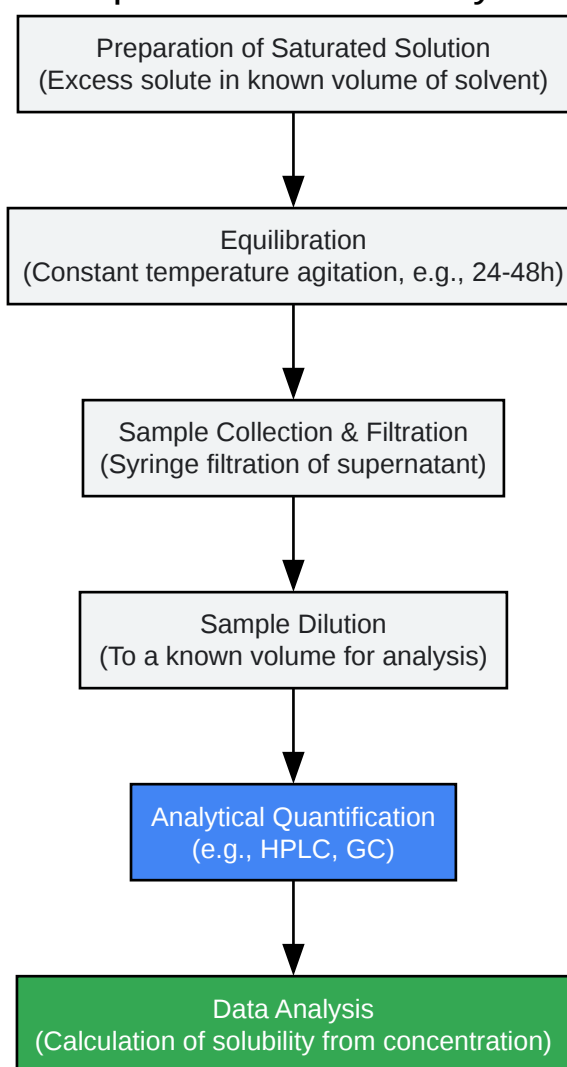 Preparation of Saturated Solution
(Excess solute in known volume of solvent)
Equilibration
(Constant temperature agitation, e.g., 24-48h)
Sample Collection & Filtration
(Syringe filtration of supernatant)
Sample Dilution
(To a known volume for analysis)
Analytical Quantification
(e.g., HPLC, GC)
Data Analysis
(Calculation of solubility from concentration)